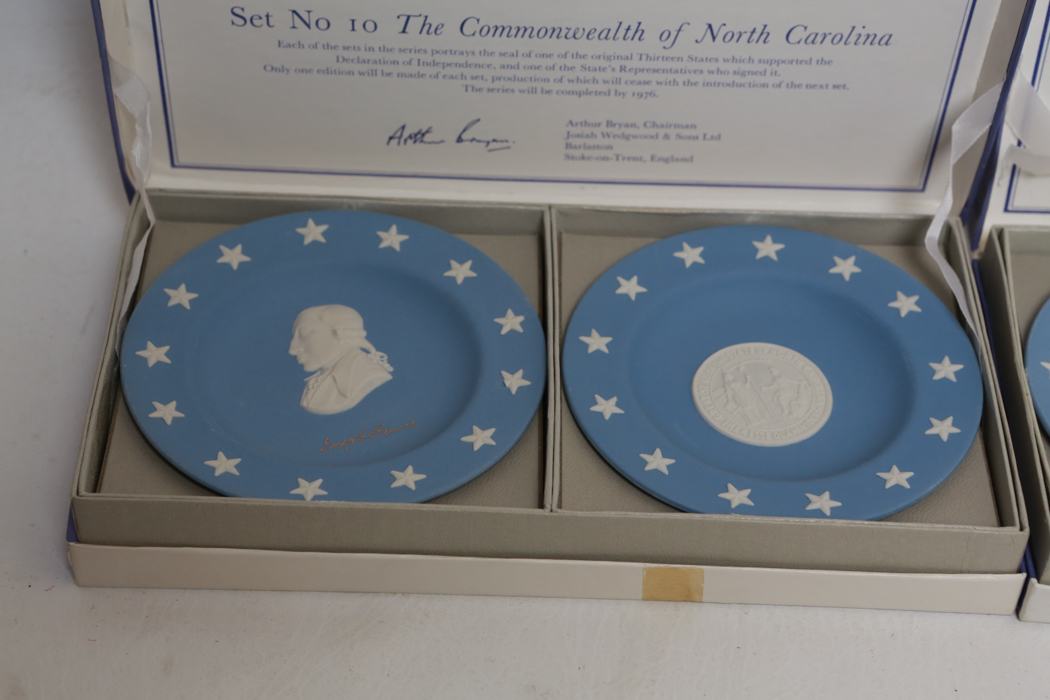 Set No 10 The Commonwealth of North Carolina
Each of the sets in the series portrays the seal of one of the original Thirteen States which supported the
Declaration of Independence, and one of the State's Representatives who signed it.
Only one edition will be made of each set, production of which will cease with the introduction of the next set.
The series will be completed by 1976.
Arthur Bryan.
Arthur Bryan, Chairman
Josiah Wedgwood & Sons Ltd
Barlaston
Stoke-on-Trent, England